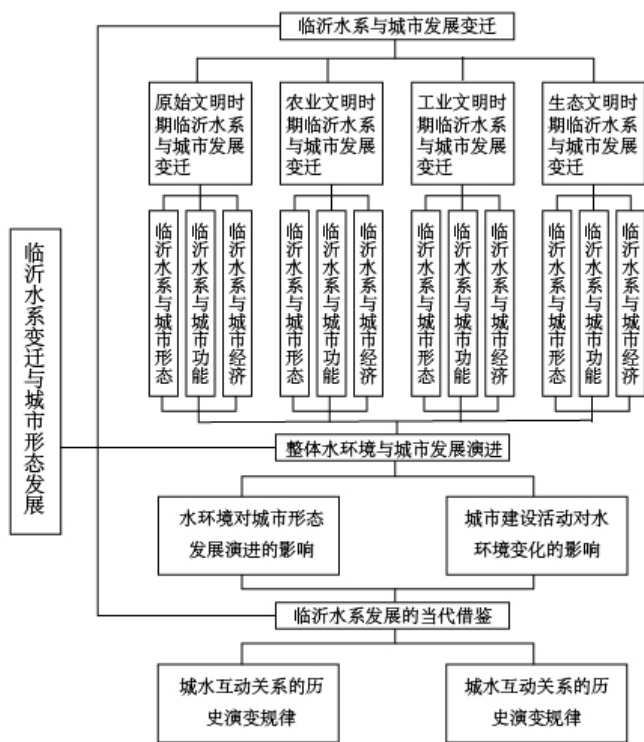 临沂水系与城市发展变迁
原始文明时
期临沂水系
与城市发展
变迁
农业文明时
期临沂水系
与城市发展
变迁
工业文明时
期临沂水系
与城市发展
变迁
生态文明时
期临沂水系
与城市发展
变迁
临沂水系与城市形态
临沂水系与城市功能
临沂水系与城市经济
临沂水系与城市形态
临沂水系与城市功能
临沂水系与城市经济
临沂水系与城市形态
临沂水系与城市功能
临沂水系与城市经济
临沂水系与城市形态
临沂水系与城市功能
临沂水系与城市经济
临沂水系变迁与城市形态发展
整体水环境与城市发展演进
水环境对城市形态
发展演进的影响
城市建设活动对水
环境变化的影响
临沂水系发展的当代借鉴
城水互动关系的历
史演变规律
城水互动关系的历
史演变规律